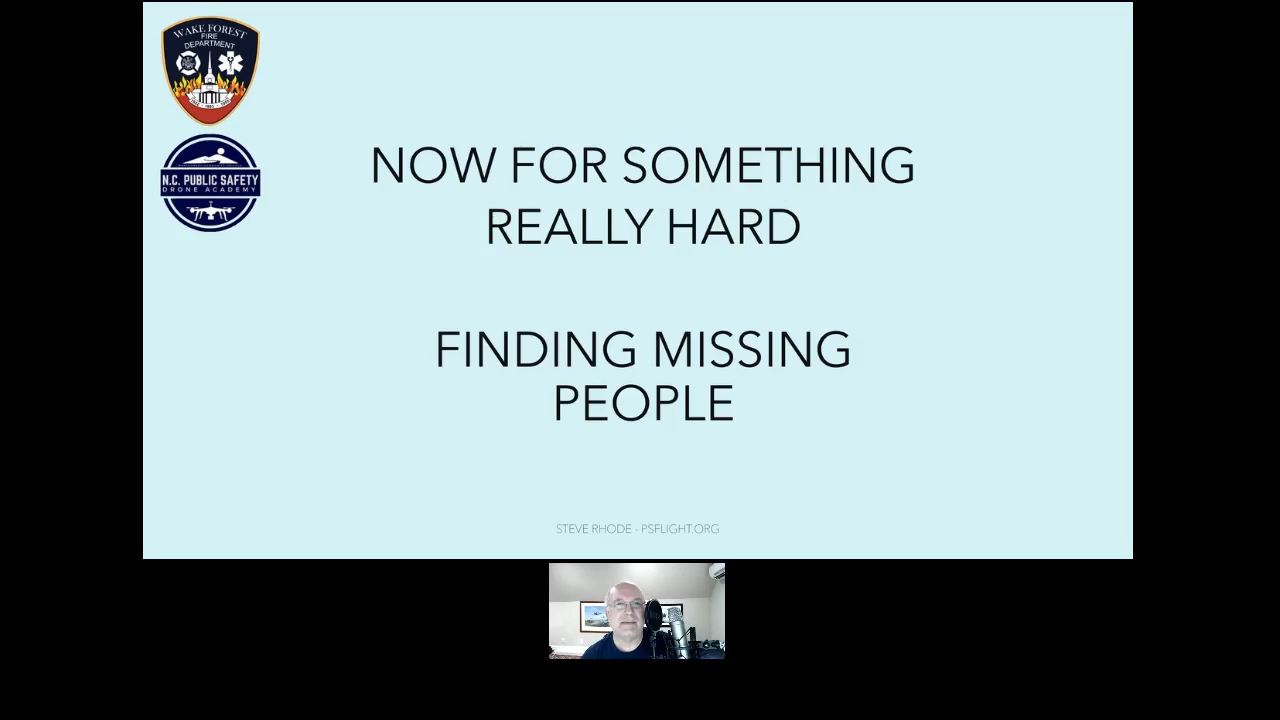 WAKE FOREST
FIRE
DEPARTMENT
N.C. PUBLIC SAFETY
DRONE ACADEMY
NOW FOR SOMETHING
REALLY HARD
FINDING MISSING
PEOPLE
STEVE RHODE - PSFLIGHT.ORG